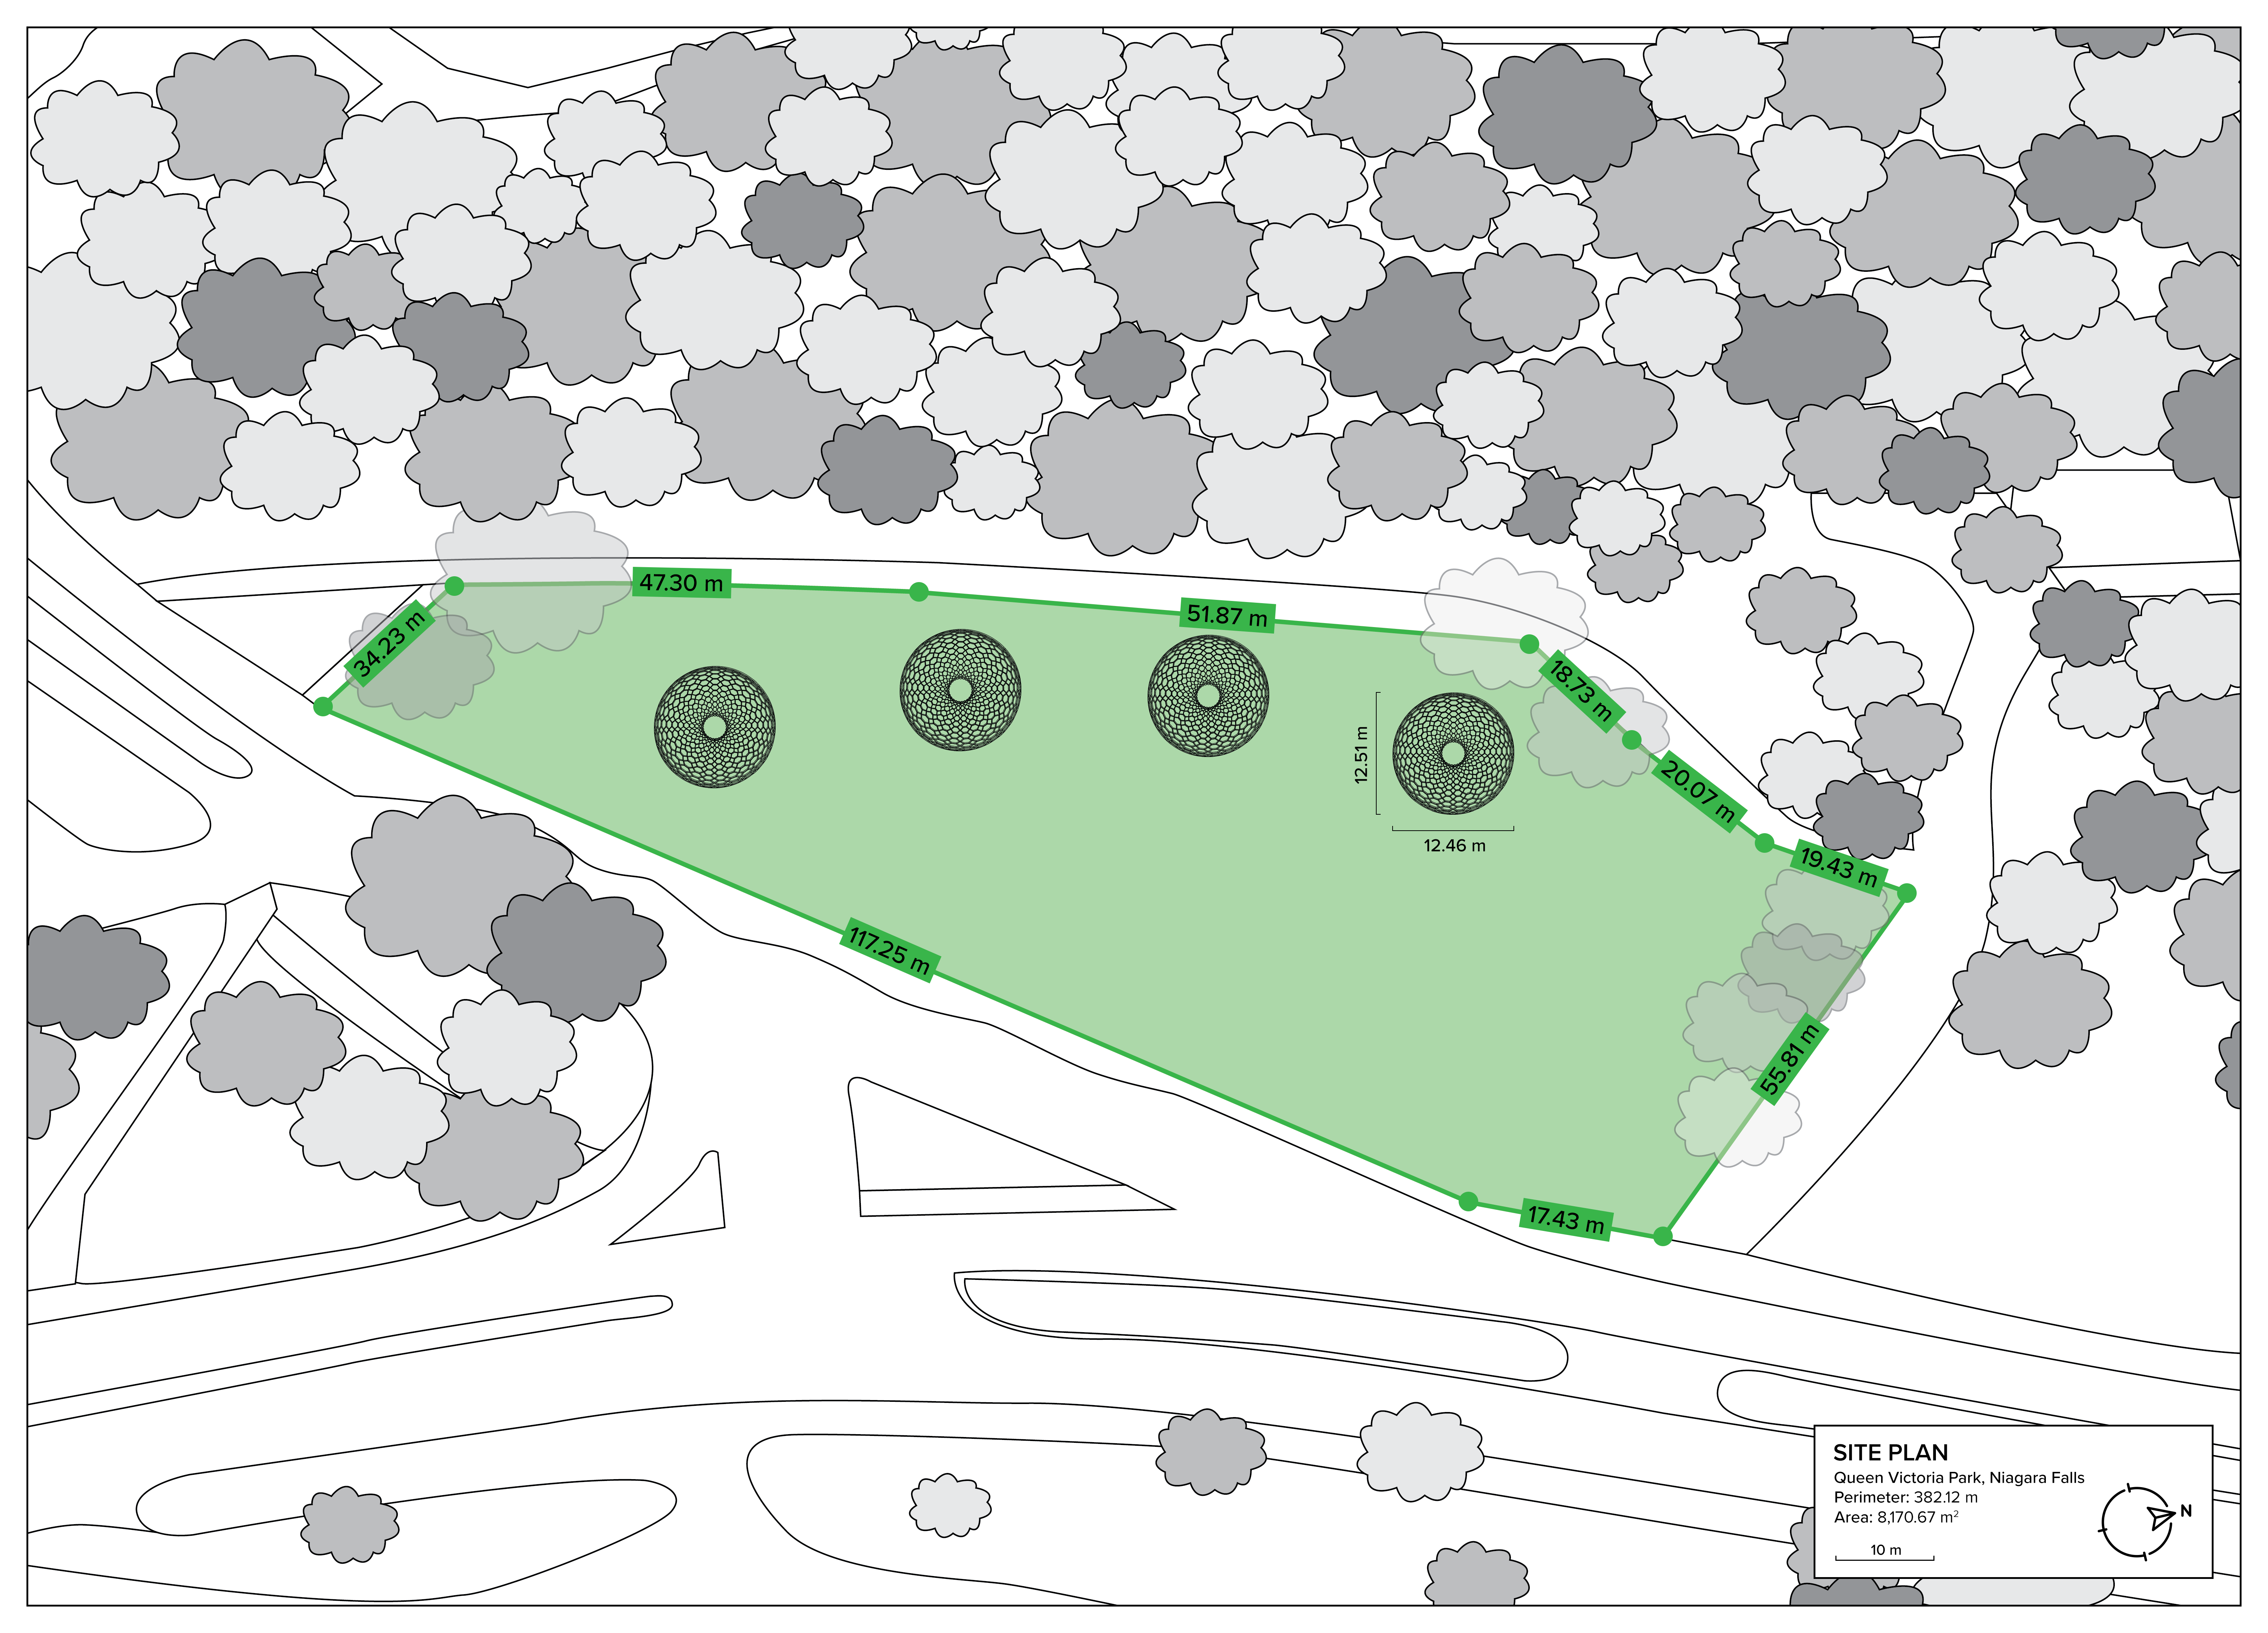 47.30 m
51.87 m
34.23 m
18.73 m
20.07 m
12.51 m
12.46 m
19.43 m
117.25 m
55.81 m
17.43 m
SITE PLAN
Queen Victoria Park, Niagara Falls
Perimeter: 382.12 m
Area: 8,170.67 m²
N
10 m